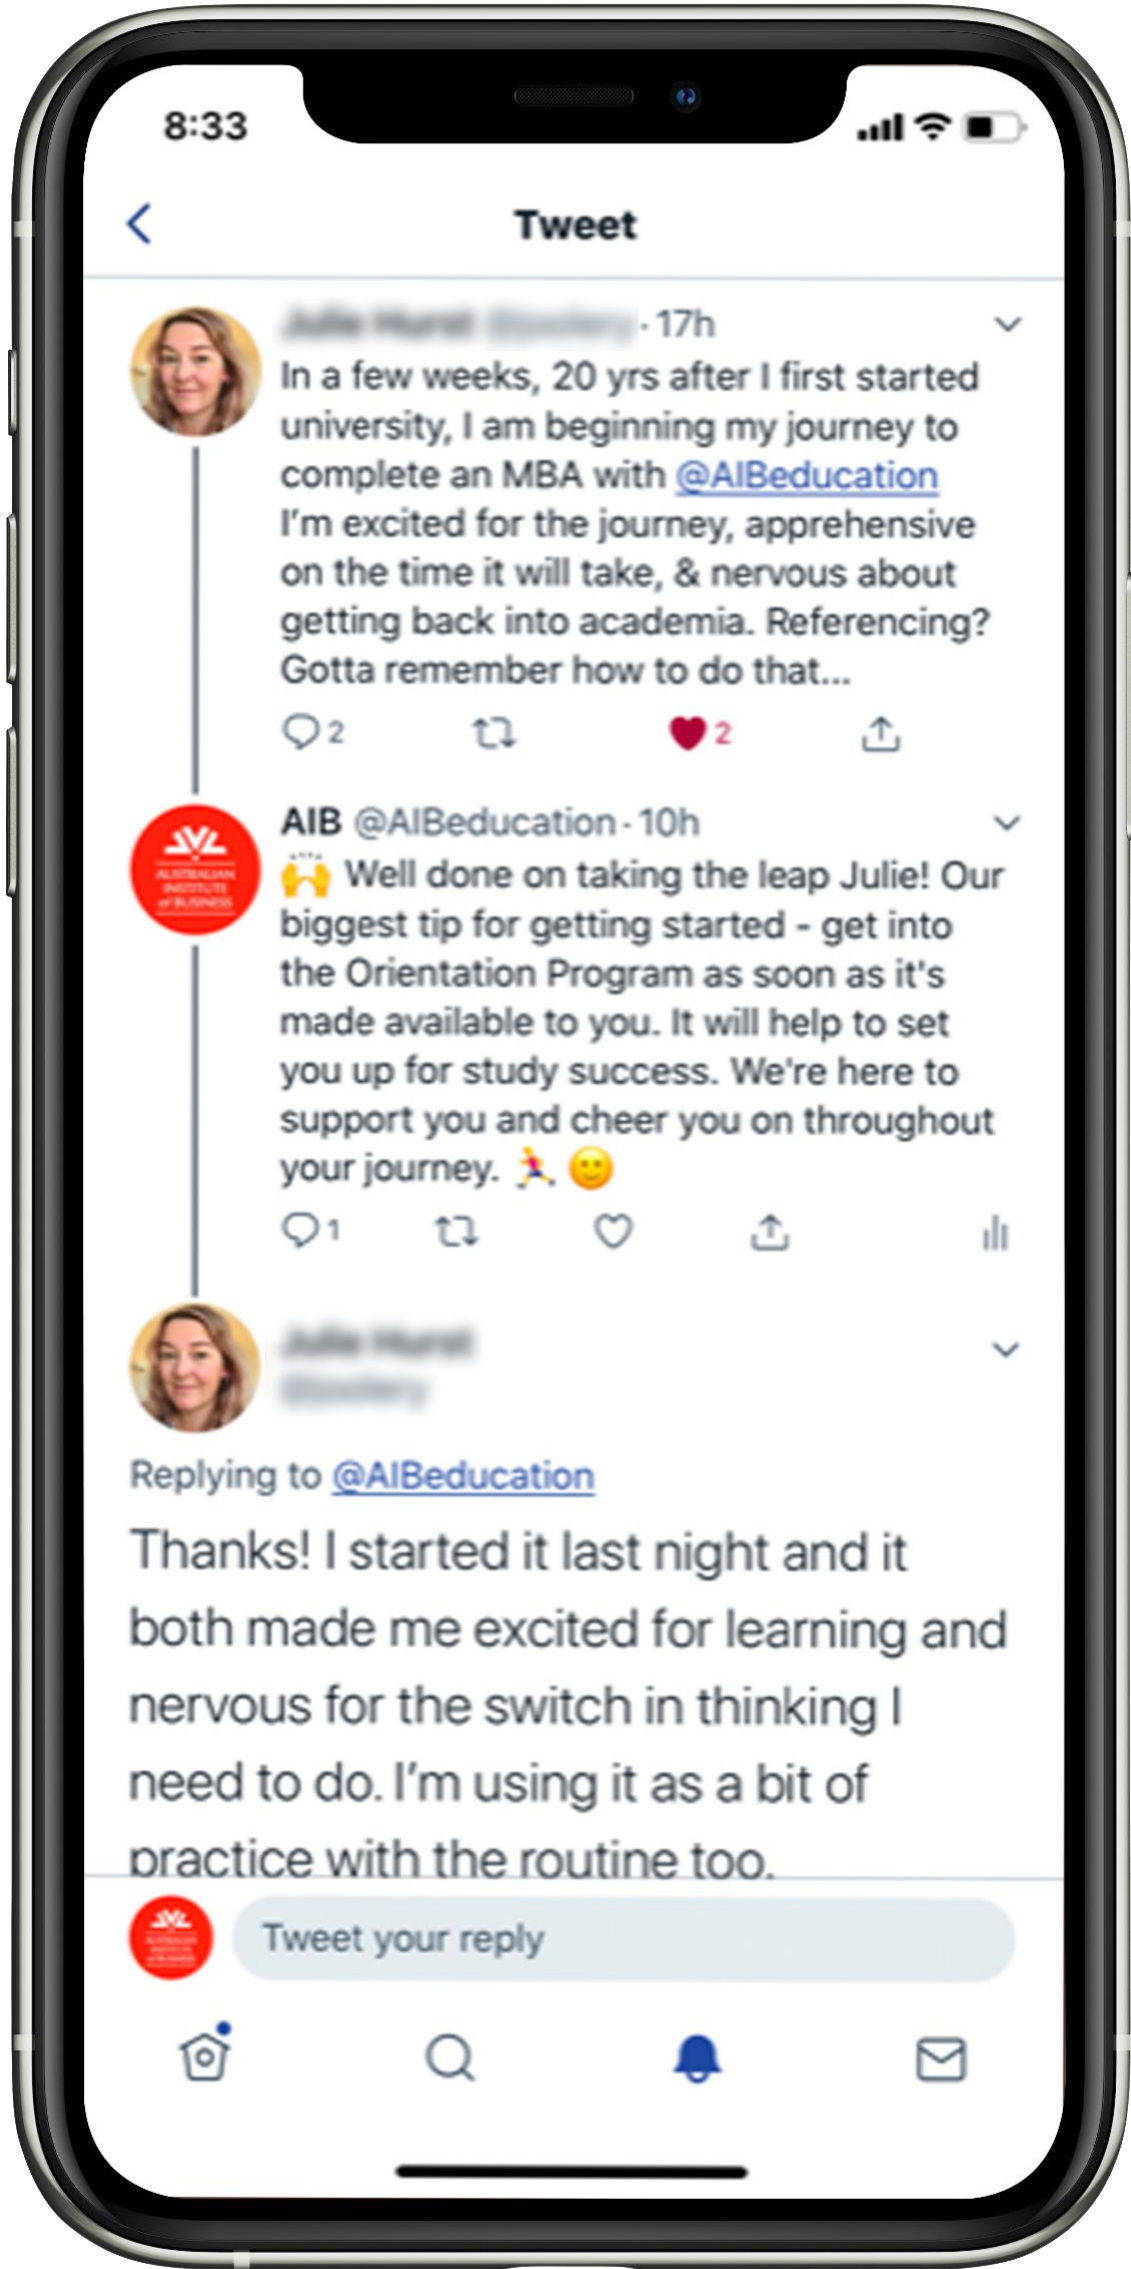 8:33
Tweet
· 17h
In a few weeks, 20 yrs after I first started
university, I am beginning my journey to
complete an MBA with @AIBeducation
I'm excited for the journey, apprehensive
on the time it will take, & nervous about
getting back into academia. Referencing?
Gotta remember how to do that...
2
2
AIB @AIBeducation · 10h
AUSTRALIAN
INSTITUTE
of BUSINESS
🙌 Well done on taking the leap Julie! Our
biggest tip for getting started - get into
the Orientation Program as soon as it's
made available to you. It will help to set
you up for study success. We're here to
support you and cheer you on throughout
your journey. 🏃‍♀️ 🙂
1
Replying to @AIBeducation
Thanks! I started it last night and it
both made me excited for learning and
nervous for the switch in thinking I
need to do. I'm using it as a bit of
practice with the routine too.
Tweet your reply